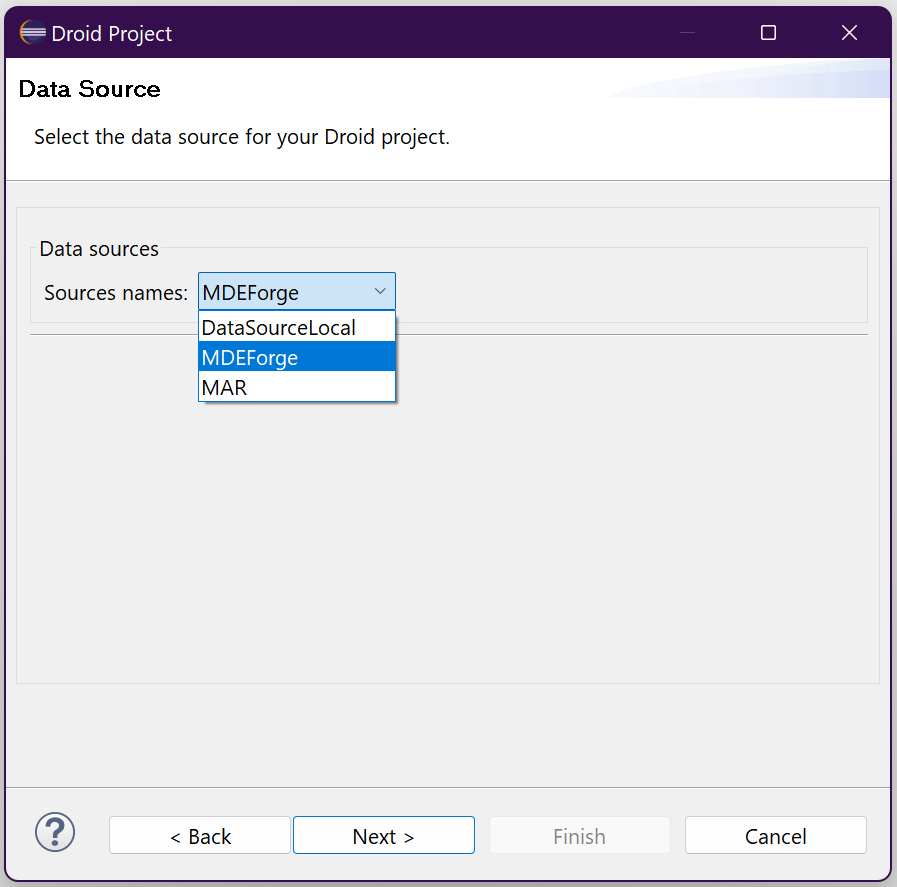 Droid Project
Data Source
Select the data source for your Droid project.
Data sources
Sources names: MDEForge
DataSourceLocal
MDEForge
MAR
? < Back Next > Finish Cancel